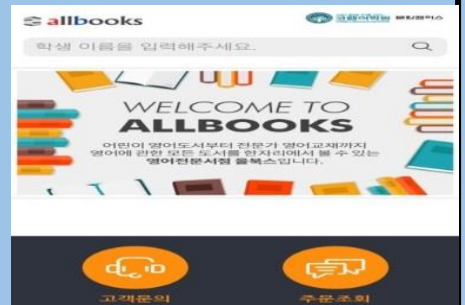 allbooks
학생 이름을 입력해주세요.
WELCOME TO
ALLBOOKS
어린이 영어도서부터 전문가 영어교재까지
영어에 관한 모든 도서를 한자리에서 볼 수 있는
영어전문서점 올북스입니다.
고객문의
주문조회